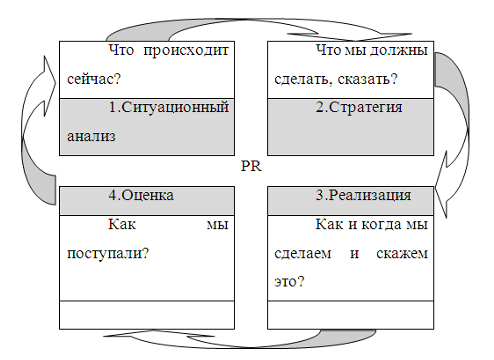 Что происходит
сейчас?
1.Ситуационный
анализ
Что мы должны
сделать, сказать?
2.Стратегия
PR
4.Оценка
Как мы
поступали?
3.Реализация
Как и когда мы
сделаем и скажем
это?